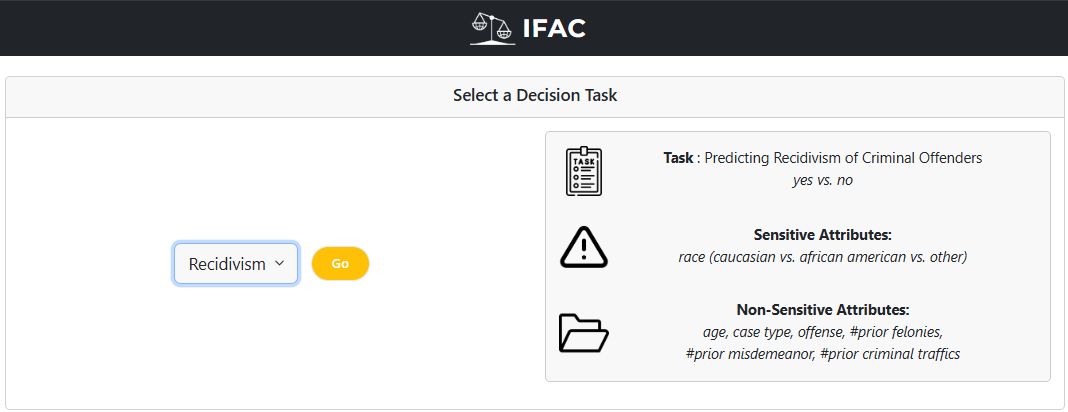 IFAC
Select a Decision Task
TASK
Task : Predicting Recidivism of Criminal Offenders
yes vs. no
Sensitive Attributes:
race (caucasian vs. african american vs. other)
Recidivism
Go
Non-Sensitive Attributes:
age, case type, offense, #prior felonies,
#prior misdemeanor, #prior criminal traffics